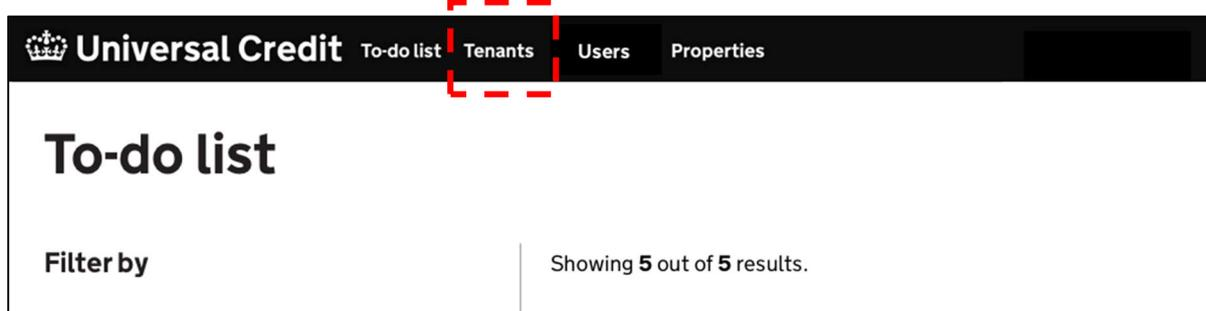 Universal Credit To-do list Tenants Users Properties
To-do list
Filter by
Showing 5 out of 5 results.